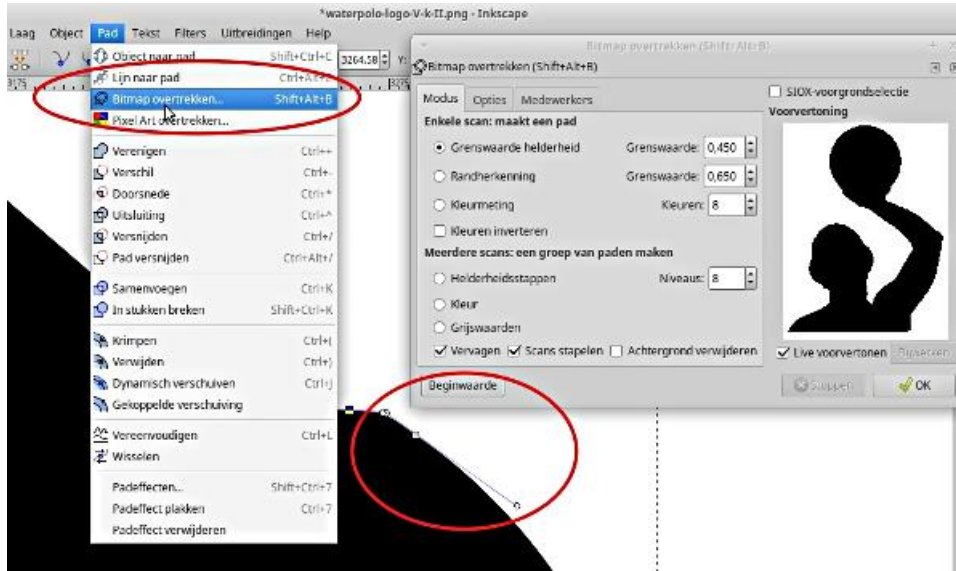 *waterpolo-logo-V-k-II.png - Inkscape
Laag Object Pad Tekst Filters Uitbreidingen Help
3264.58 Y:
Object naar pad Shift+Ctrl+C
Lijn naar pad
Bitmap overtrekken... Shift+Alt+B
Pixel Art overtrekken...
Verenigen Ctrl++
Verschil Ctrl+-
Doorsnede Ctrl+*
Uitsluiting Ctrl+^
Versnijden Ctrl+/
Pad versnijden Ctrl+Alt+/
Samenvoegen Ctrl+K
In stukken breken Shift+Ctrl+K
Krimpen Ctrl+(
Verwijden Ctrl+)
Dynamisch verschuiven Ctrl+J
Gekoppelde verschuiving
Vereenvoudigen Ctrl+L
Wisselen
Padeffecten... Shift+Ctrl+7
Padeffect plakken Ctrl+7
Padeffect verwijderen
Bitmap overtrekken (Shift+Alt+B)
Bitmap overtrekken (Shift+Alt+B)
Modus Opties Medewerkers
Enkele scan: maakt een pad
Grenswaarde helderheid Grenswaarde: 0,450
Randherkenning Grenswaarde: 0,650
Kleurmeting Kleuren: 8
Kleuren inverteren
Meerdere scans: een groep van paden maken
Helderheidsstappen Niveaus: 8
Kleur
Grijswaarden
Vervagen Scans stapelen Achtergrond verwijderen
SIOX-voorgrondselectie
Voorvertoning
Live voorvertonen Bijwerken
Beginwaarde Stoppen OK